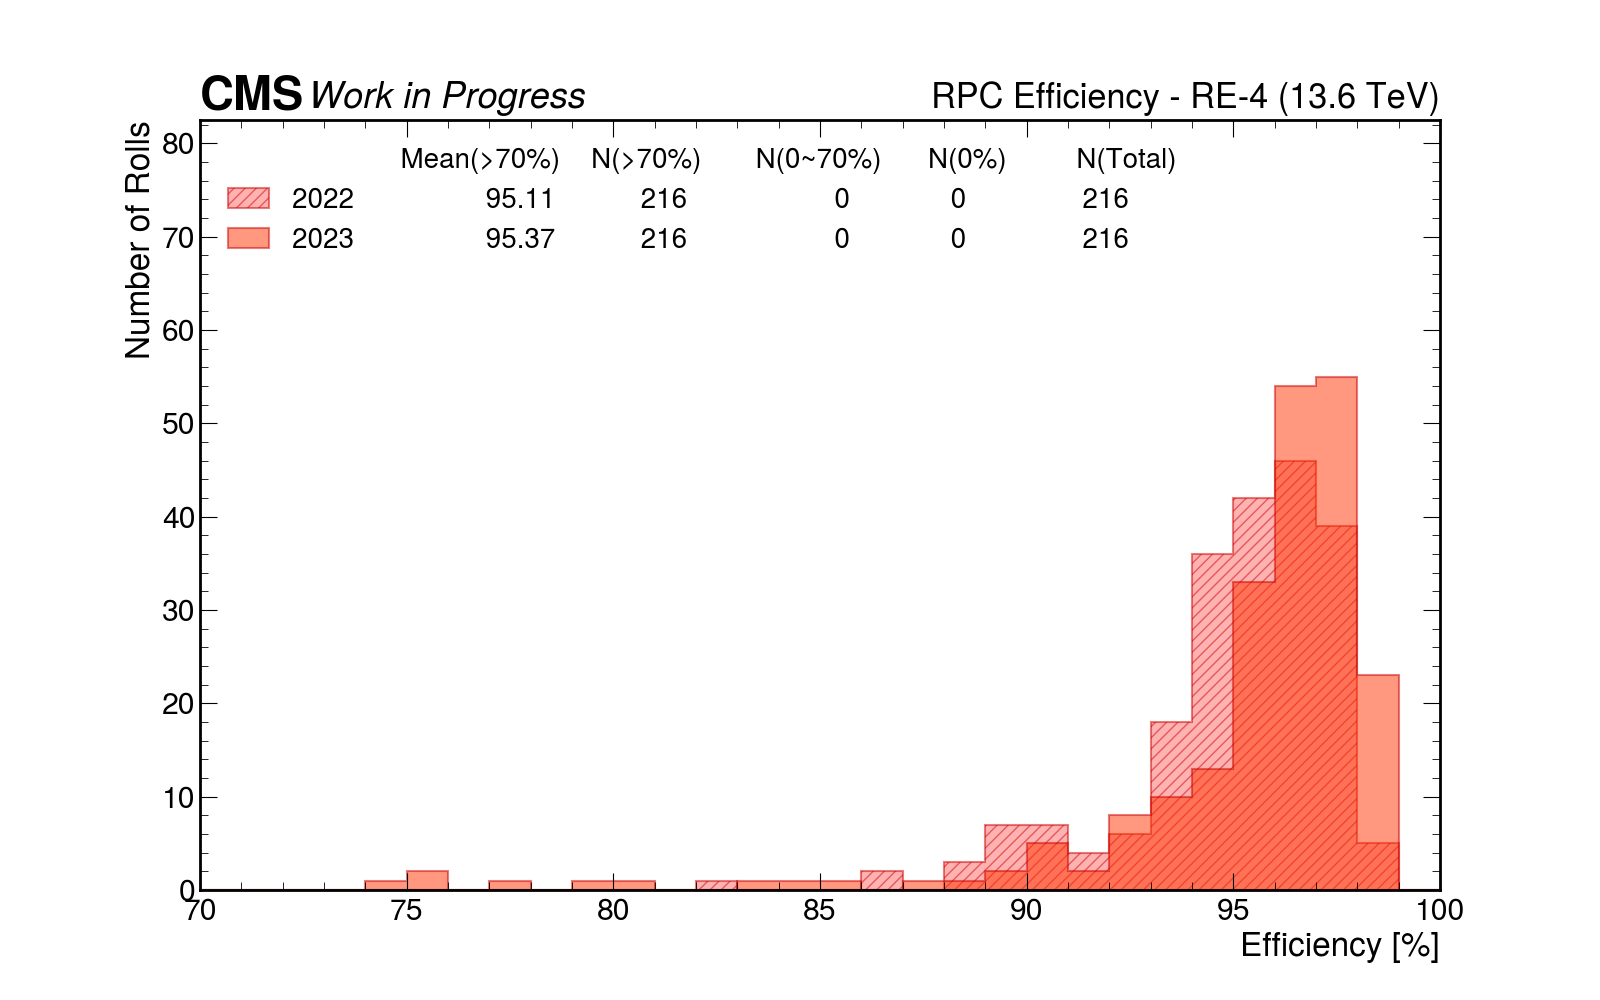 CMS Work in Progress RPC Efficiency - RE-4 (13.6 TeV)
Number of Rolls
Mean(>70%) N(>70%) N(0~70%) N(0%) N(Total)
2022 95.11 216 0 0 216
2023 95.37 216 0 0 216
80
70
60
50
40
30
20
10
0
70 75 80 85 90 95 100
Efficiency [%]